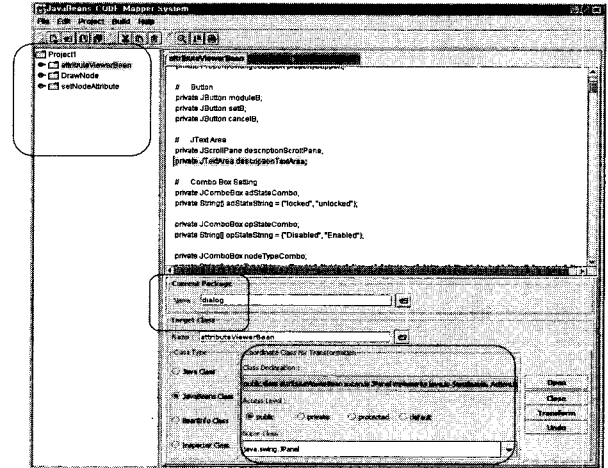 JavaBeans CODE Mapper System
File Edit Project Build Help
Project1
attributeViewerBean
DrawNode
setNodeAttribute
attributeViewerBean
// Button
private JButton moduleB;
private JButton setB;
private JButton cancelB;
// JText Area
private JScrollPane descriptionScrollPane;
private JTextArea descriptionTextArea;
// Combo Box Setting
private JComboBox adStateCombo;
private String[] adStateString = {"locked", "unlocked"};
private JComboBox opStateCombo;
private String[] opStateString = {"Disabled", "Enabled"};
private JComboBox nodeTypeCombo;
Current Package
Name dialog
Target Class
Name attributeViewerBean
Class Type
Coordinate Class for Transformation
Java Class
Class Declaration :
JavaBeans Class
Access Level :
public private protected default
BeanInfo Class
Super Class
Inspector Class
java.swing.JPanel
Open
Close
Transform
Undo